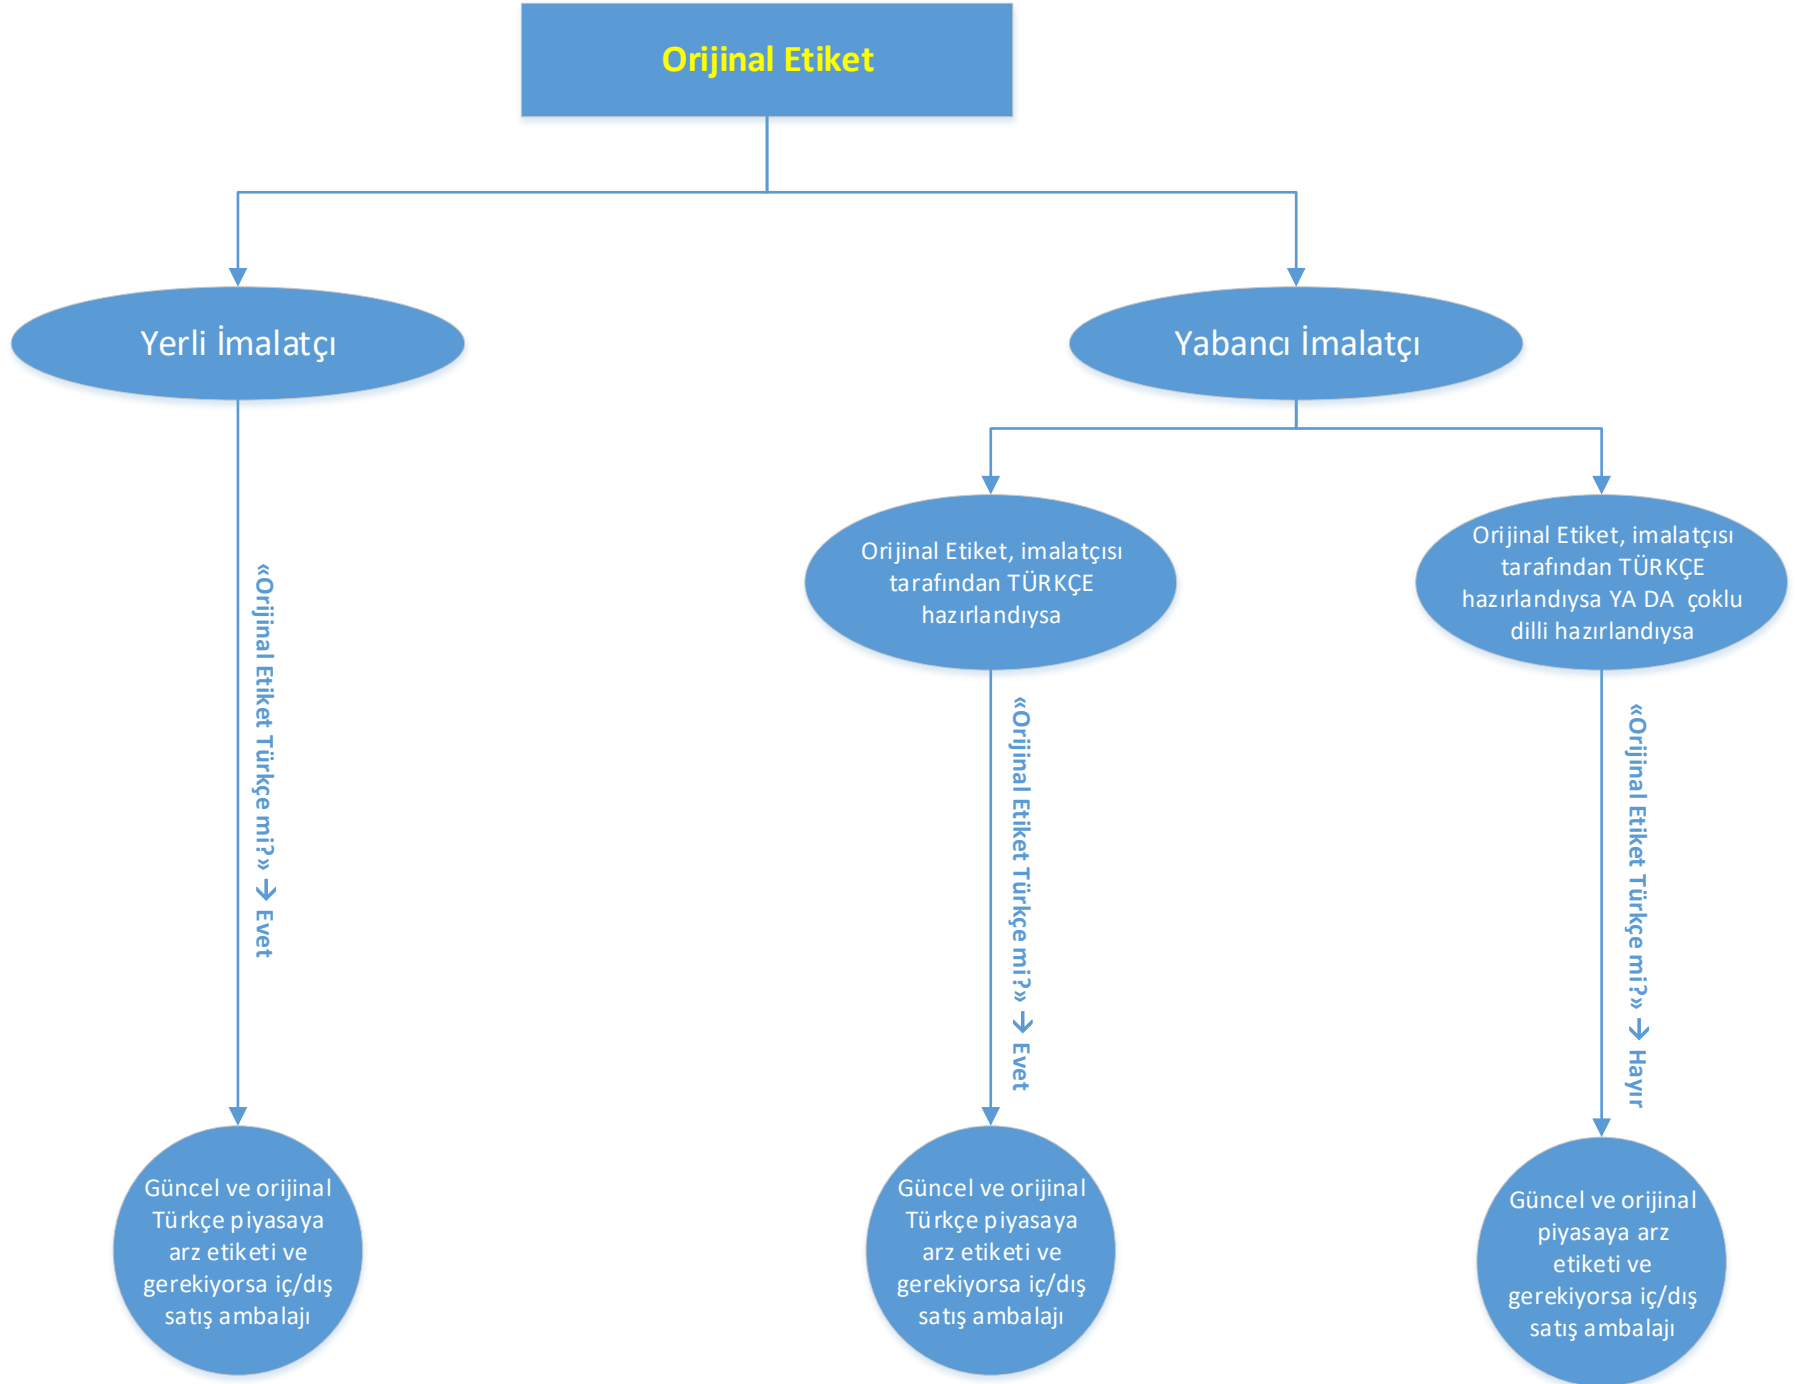 Orijinal Etiket
Yerli İmalatçı
Yabancı İmalatçı
Orijinal Etiket, imalatçısı
tarafından TÜRKÇE
hazırlandıysa
Orijinal Etiket, imalatçısı
tarafından TÜRKÇE
hazırlandıysa YA DA çoklu
dilli hazırlandıysa
«Orijinal Etiket Türkçe mi?» → Evet
«Orijinal Etiket Türkçe mi?» → Evet
«Orijinal Etiket Türkçe mi?» → Hayır
Güncel ve orijinal
Türkçe piyasaya
arz etiketi ve
gerekiyorsa iç/dış
satış ambalajı
Güncel ve orijinal
Türkçe piyasaya
arz etiketi ve
gerekiyorsa iç/dış
satış ambalajı
Güncel ve orijinal
piyasaya arz
etiketi ve
gerekiyorsa iç/dış
satış ambalajı